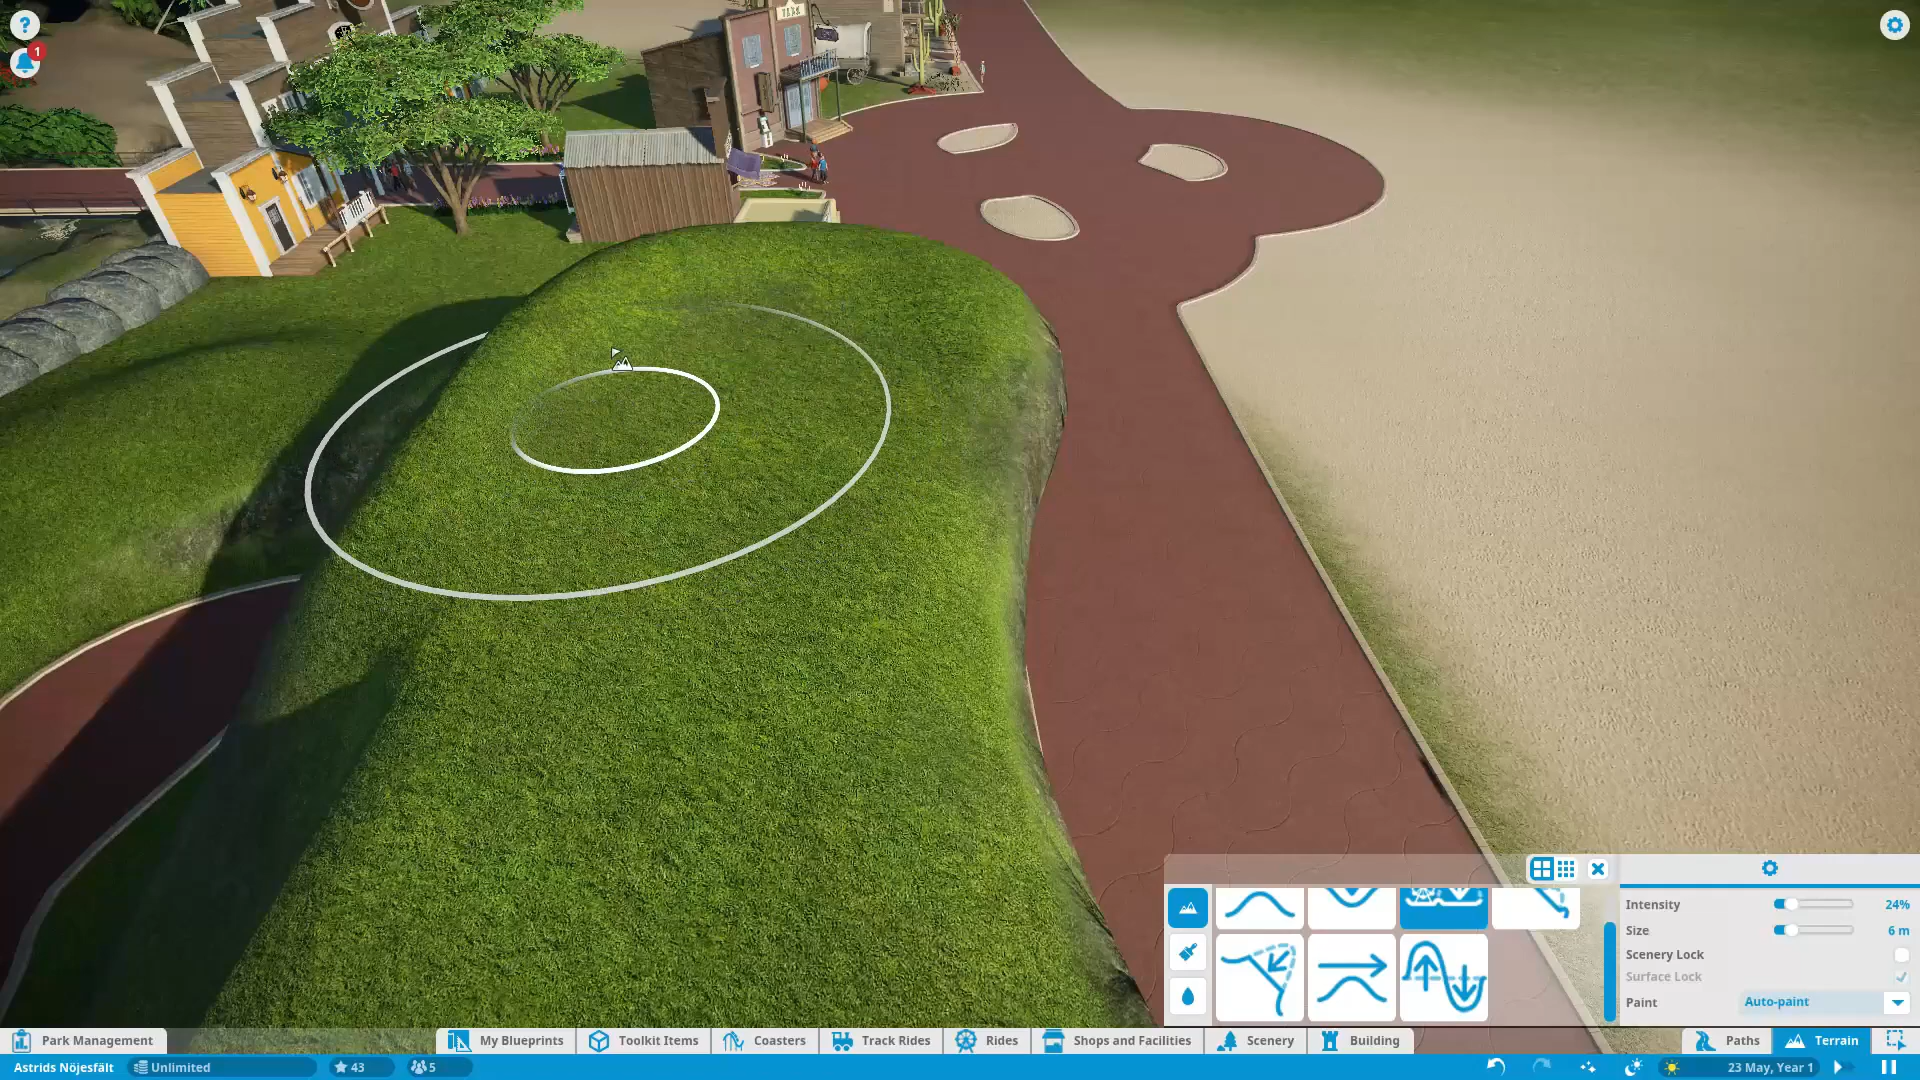 ?
1
Intensity 24%
Size 6 m
Scenery Lock
Surface Lock
Paint Auto-paint
Park Management
My Blueprints
Toolkit Items
Coasters
Track Rides
Rides
Shops and Facilities
Scenery
Building
Paths
Terrain
Astrids Nöjesfält
Unlimited
43
5
23 May, Year 1